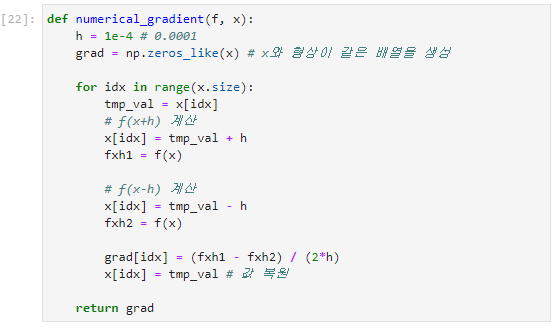 [22]: def numerical_gradient(f, x):
    h = 1e-4 # 0.0001
    grad = np.zeros_like(x) # x와 형상이 같은 배열을 생성

    for idx in range(x.size):
        tmp_val = x[idx]
        # f(x+h) 계산
        x[idx] = tmp_val + h
        fxh1 = f(x)

        # f(x-h) 계산
        x[idx] = tmp_val - h
        fxh2 = f(x)

        grad[idx] = (fxh1 - fxh2) / (2*h)
        x[idx] = tmp_val # 값 복원

    return grad